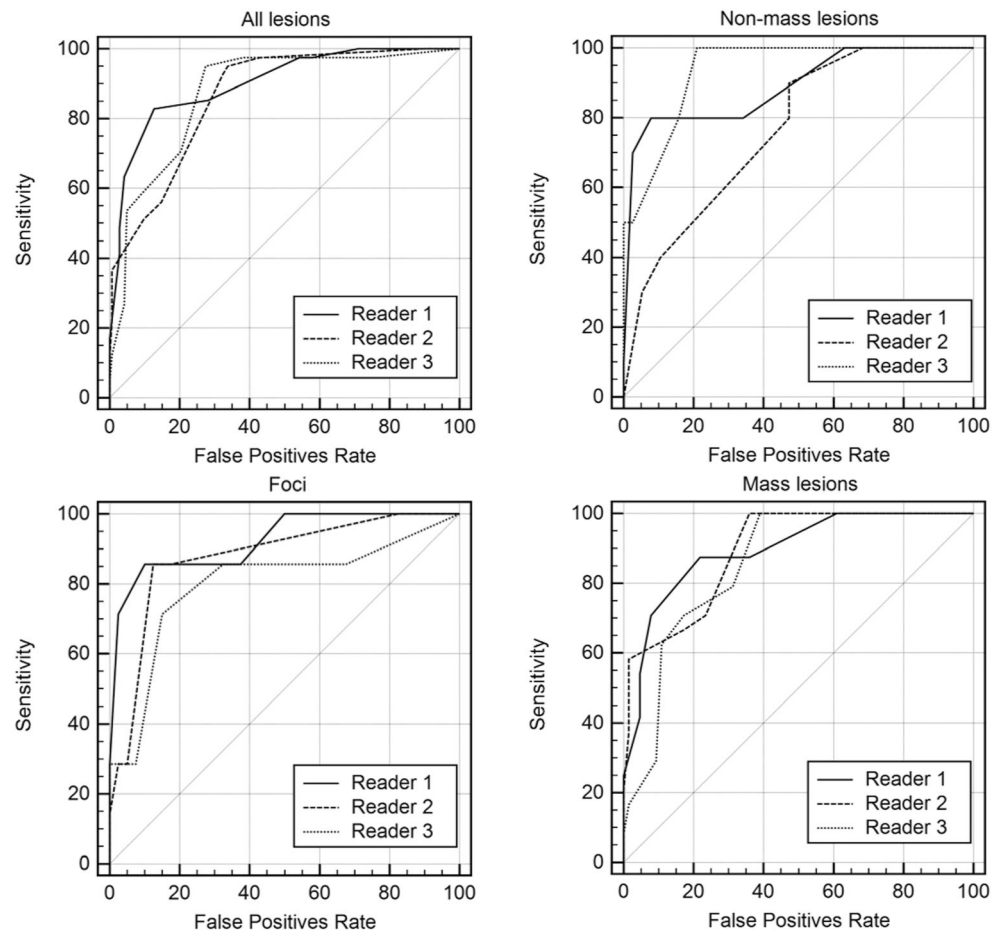 All lesions
100
80
60
40
20
0
Sensitivity
Reader 1
Reader 2
Reader 3
0 20 40 60 80 100
False Positives Rate
Non-mass lesions
100
80
60
40
20
0
Sensitivity
Reader 1
Reader 2
Reader 3
0 20 40 60 80 100
False Positives Rate
Foci
100
80
60
40
20
0
Sensitivity
Reader 1
Reader 2
Reader 3
0 20 40 60 80 100
False Positives Rate
Mass lesions
100
80
60
40
20
0
Sensitivity
Reader 1
Reader 2
Reader 3
0 20 40 60 80 100
False Positives Rate